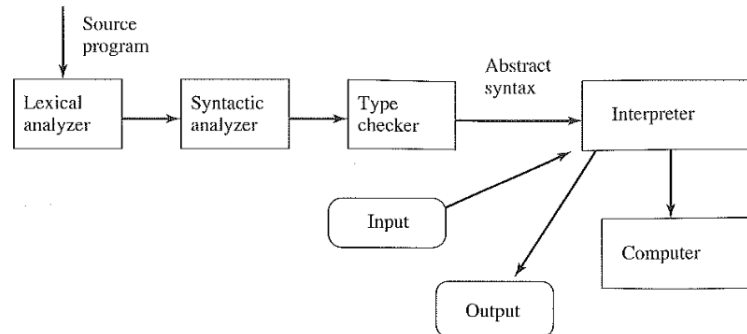 Source
program
Lexical
analyzer
Syntactic
analyzer
Type
checker
Abstract
syntax
Interpreter
Input
Computer
Output